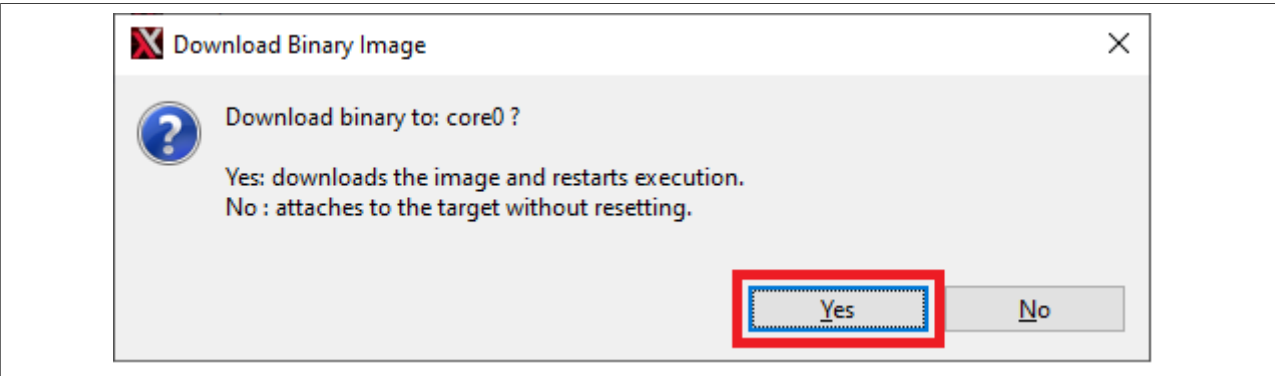 Download Binary Image
Download binary to: core0 ?
Yes: downloads the image and restarts execution.
No : attaches to the target without resetting.
Yes
No